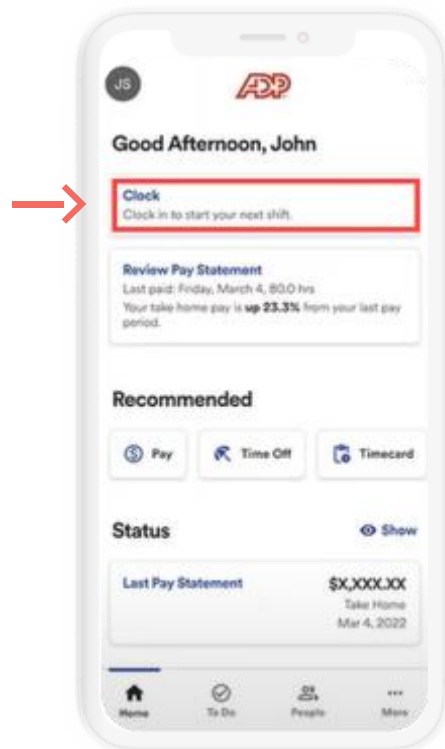 JS
ADP
Good Afternoon, John
Clock
Clock in to start your next shift.
Review Pay Statement
Last paid: Friday, March 4, 80.0 hrs
Your take home pay is up 23.3% from your last pay
period.
Recommended
Pay
Time Off
Timecard
Status
Show
Last Pay Statement
$X,XXX.XX
Take Home
Mar 4, 2022
Home
To Do
People
More